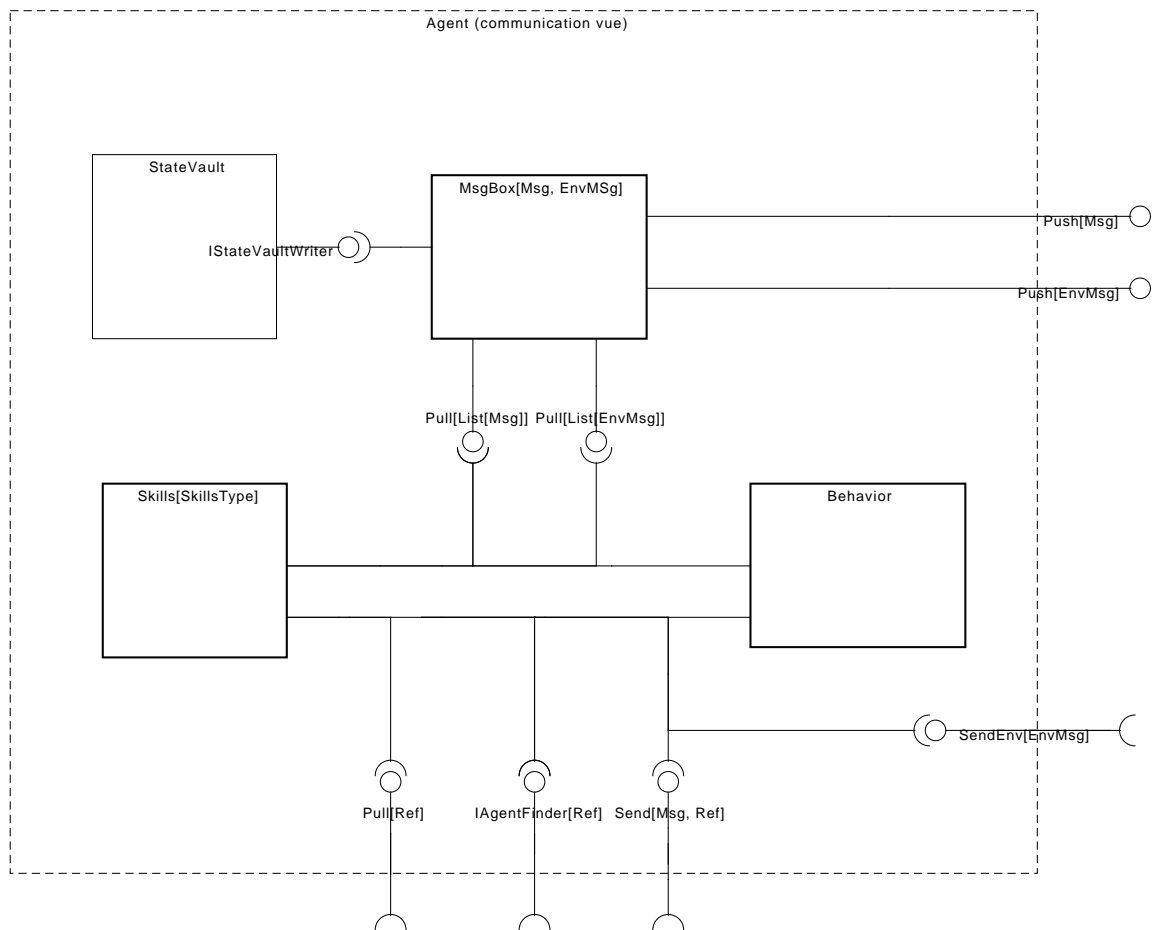 Agent (communication vue)
StateVault
MsgBox[Msg, EnvMSg]
Push[Msg]
IStateVaultWriter
Push[EnvMsg]
Pull[List[Msg]]
Pull[List[EnvMsg]]
Skills[SkillsType]
Behavior
SendEnv[EnvMsg]
Pull[Ref]
IAgentFinder[Ref]
Send[Msg, Ref]